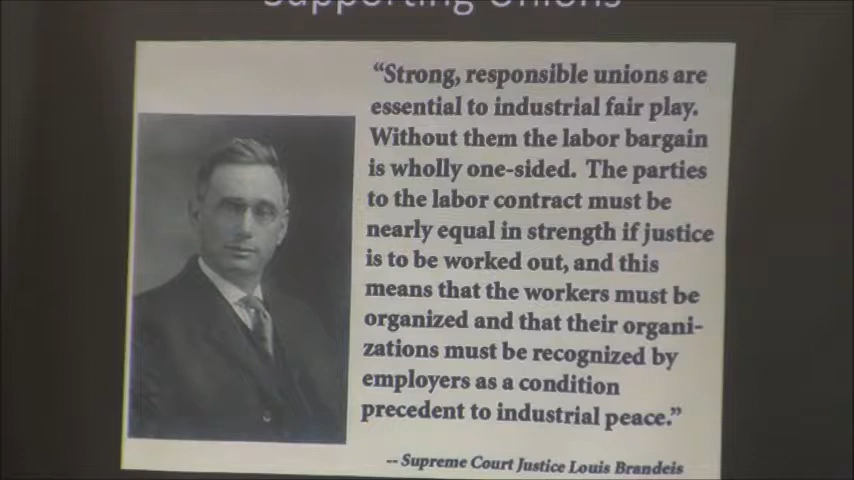 Supporting Unions
“Strong, responsible unions are
essential to industrial fair play.
Without them the labor bargain
is wholly one-sided. The parties
to the labor contract must be
nearly equal in strength if justice
is to be worked out, and this
means that the workers must be
organized and that their organi-
zations must be recognized by
employers as a condition
precedent to industrial peace.”
-- Supreme Court Justice Louis Brandeis